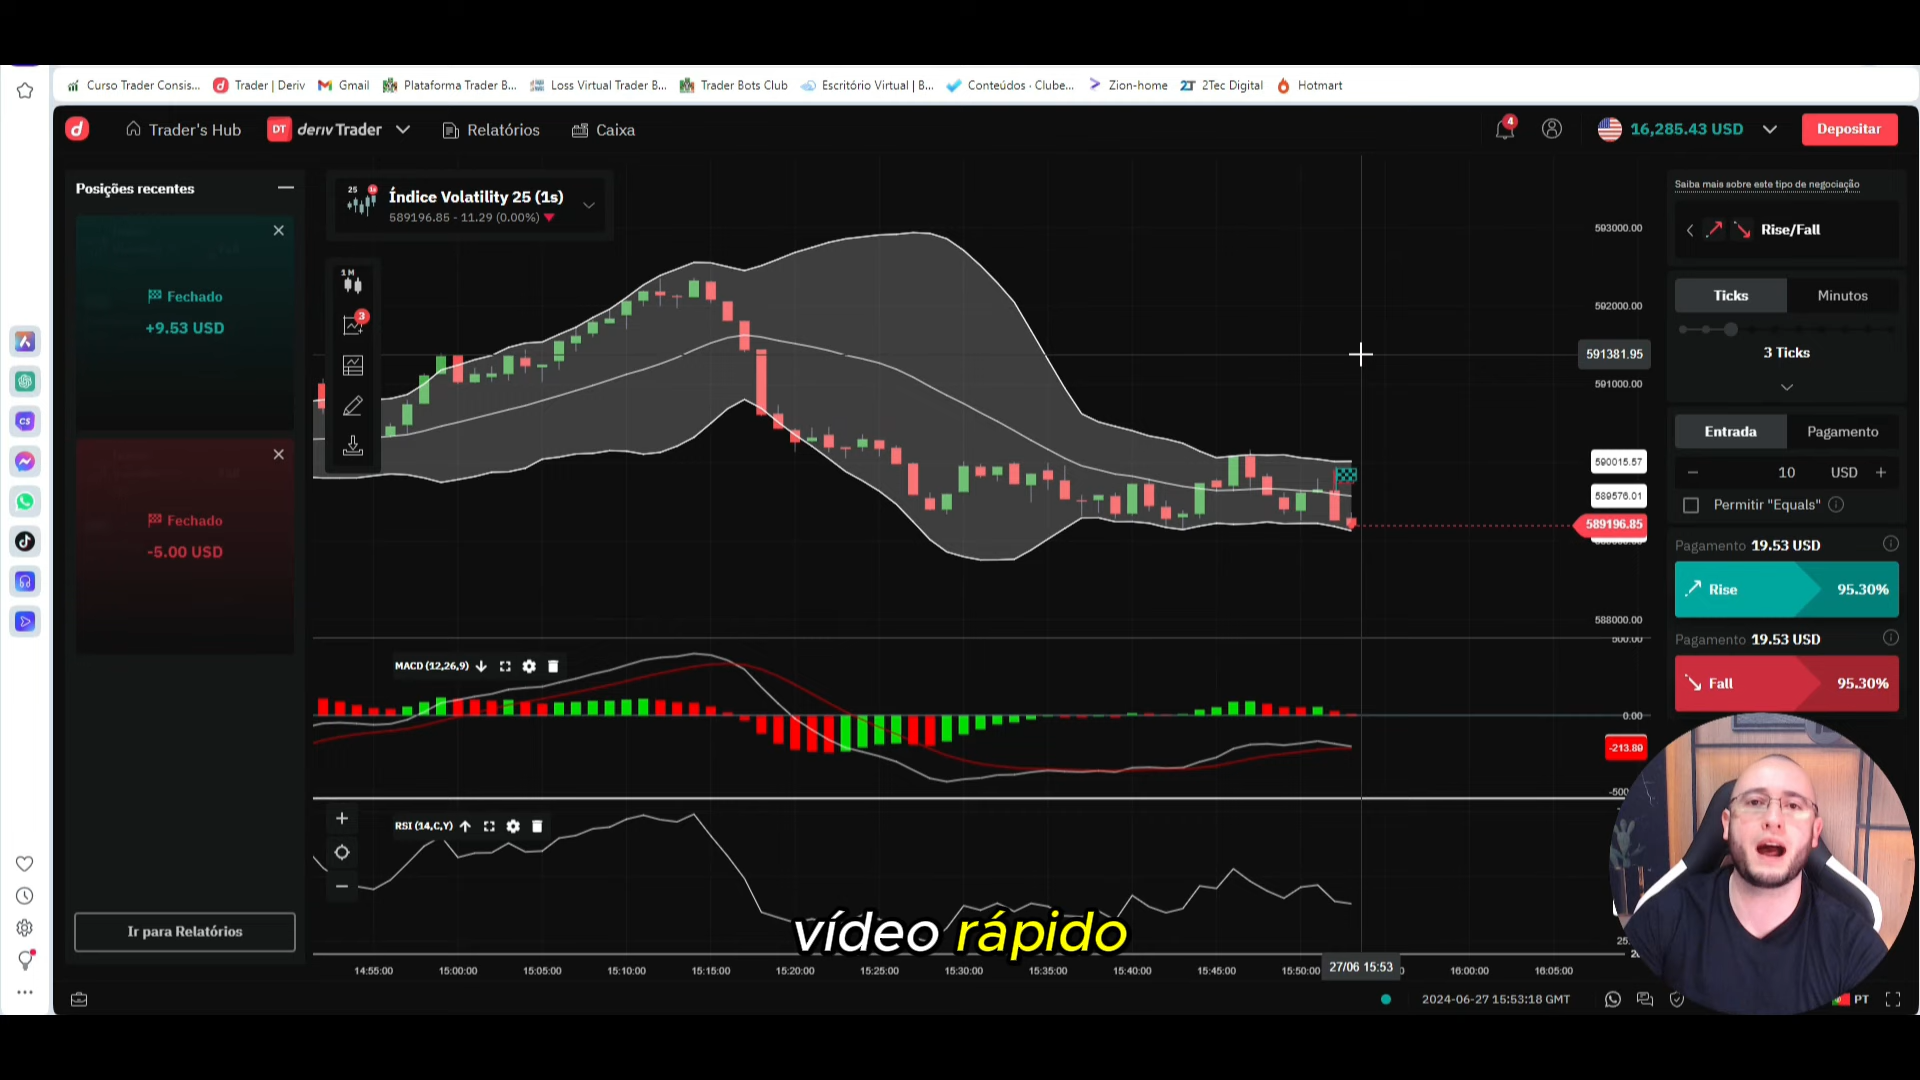 Curso Trader Consis...
Trader | Deriv
Gmail
Plataforma Trader B...
Loss Virtual Trader B...
Trader Bots Club
Escritório Virtual | B...
Conteúdos · Clube...
Zion-home
2T 2Tec Digital
Hotmart
Trader's Hub
DT deriv Trader
Relatórios
Caixa
4
16,285.43 USD
Depositar
Posições recentes
Fechado
+9.53 USD
Fechado
-5.00 USD
Ir para Relatórios
25 1s
Índice Volatility 25 (1s)
589196.85 - 11.29 (0.00%)
1M
3
593000.00
592000.00
591381.95
591000.00
590015.57
589576.01
589196.85
588000.00
MACD (12,26,9)
500.00
0.00
-213.89
RSI (14,C,Y)
vídeo rápido
14:55:00
15:00:00
15:05:00
15:10:00
15:15:00
15:20:00
15:25:00
15:30:00
15:35:00
15:40:00
15:45:00
15:50:00
27/06 15:53
16:00:00
16:05:00
2024-06-27 15:53:18 GMT
PT
Saiba mais sobre este tipo de negociação
Rise/Fall
Ticks
Minutos
3 Ticks
Entrada
Pagamento
10 USD
Permitir "Equals"
Pagamento 19.53 USD
Rise 95.30%
Pagamento 19.53 USD
Fall 95.30%
CS